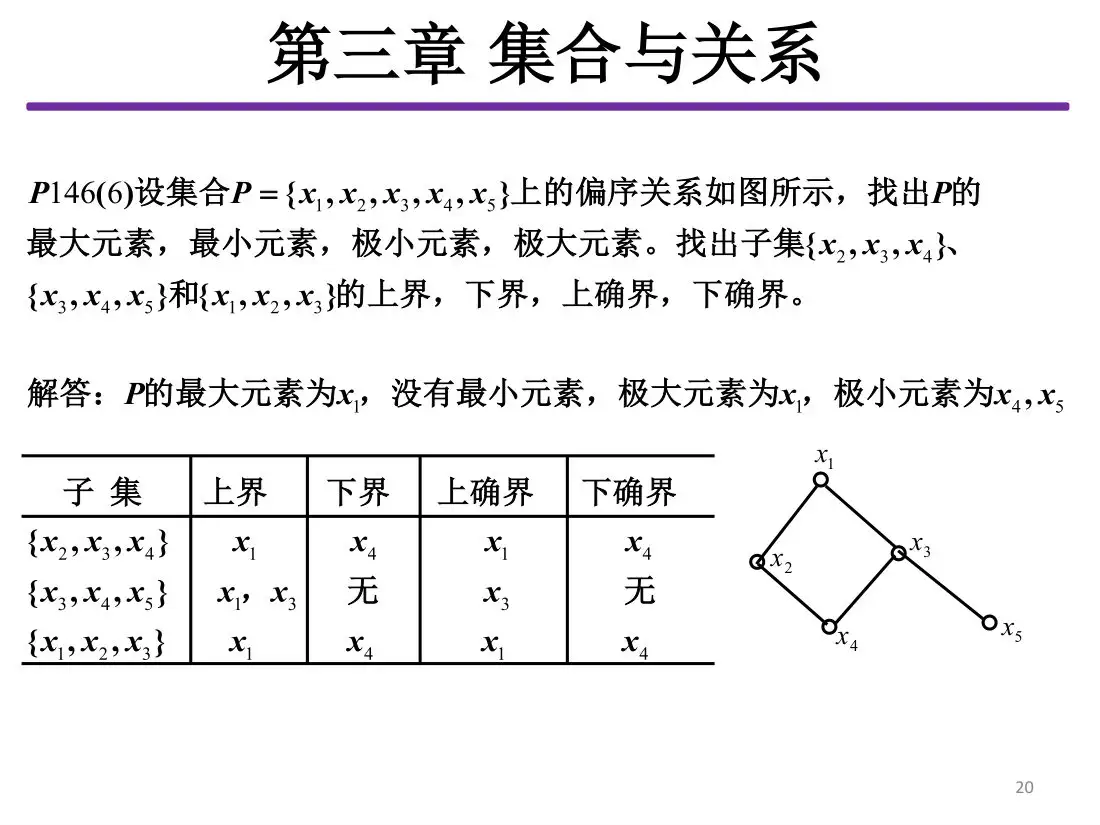 第三章 集合与关系
P146(6)设集合P = {x₁, x₂, x₃, x₄, x₅}上的偏序关系如图所示，找出P的
最大元素，最小元素，极小元素，极大元素。找出子集{x₂, x₃, x₄}、
{x₃, x₄, x₅}和{x₁, x₂, x₃}的上界，下界，上确界，下确界。
解答：P的最大元素为x₁，没有最小元素，极大元素为x₁，极小元素为x₄, x₅
子 集 上界 下界 上确界 下确界
{x₂, x₃, x₄} x₁ x₄ x₁ x₄
{x₃, x₄, x₅} x₁，x₃ 无 x₃ 无
{x₁, x₂, x₃} x₁ x₄ x₁ x₄
x₁
x₃
x₂
x₅
x₄
20